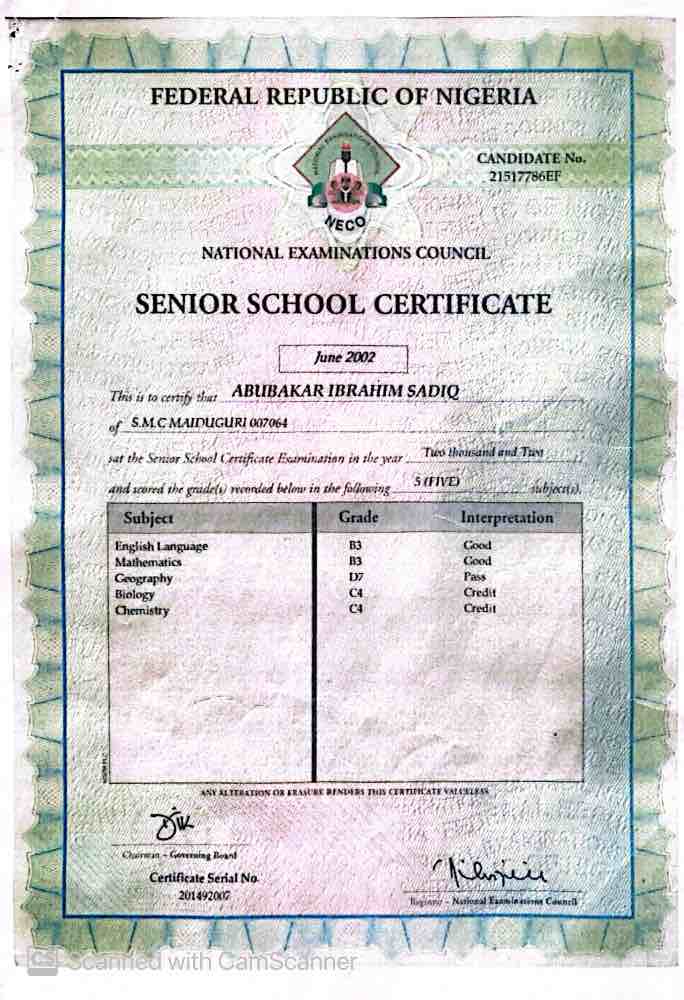 FEDERAL REPUBLIC OF NIGERIA
CANDIDATE No.
21517786EF
NECO
NATIONAL EXAMINATIONS COUNCIL
SENIOR SCHOOL CERTIFICATE
June 2002
This is to certify that ABUBAKAR IBRAHIM SADIQ
of S.M.C MAIDUGURI 007064
sat the Senior School Certificate Examination in the year Two thousand and Two
and scored the grade(s) recorded below in the following 5 (FIVE) subject(s).
Subject Grade Interpretation
English Language B3 Good
Mathematics B3 Good
Geography D7 Pass
Biology C4 Credit
Chemistry C4 Credit
ANY ALTERATION OR ERASURE RENDERS THIS CERTIFICATE VALUELESS
Chairman - Governing Board
Certificate Serial No.
201492007
Registrar - National Examinations Council
CS Scanned with CamScanner